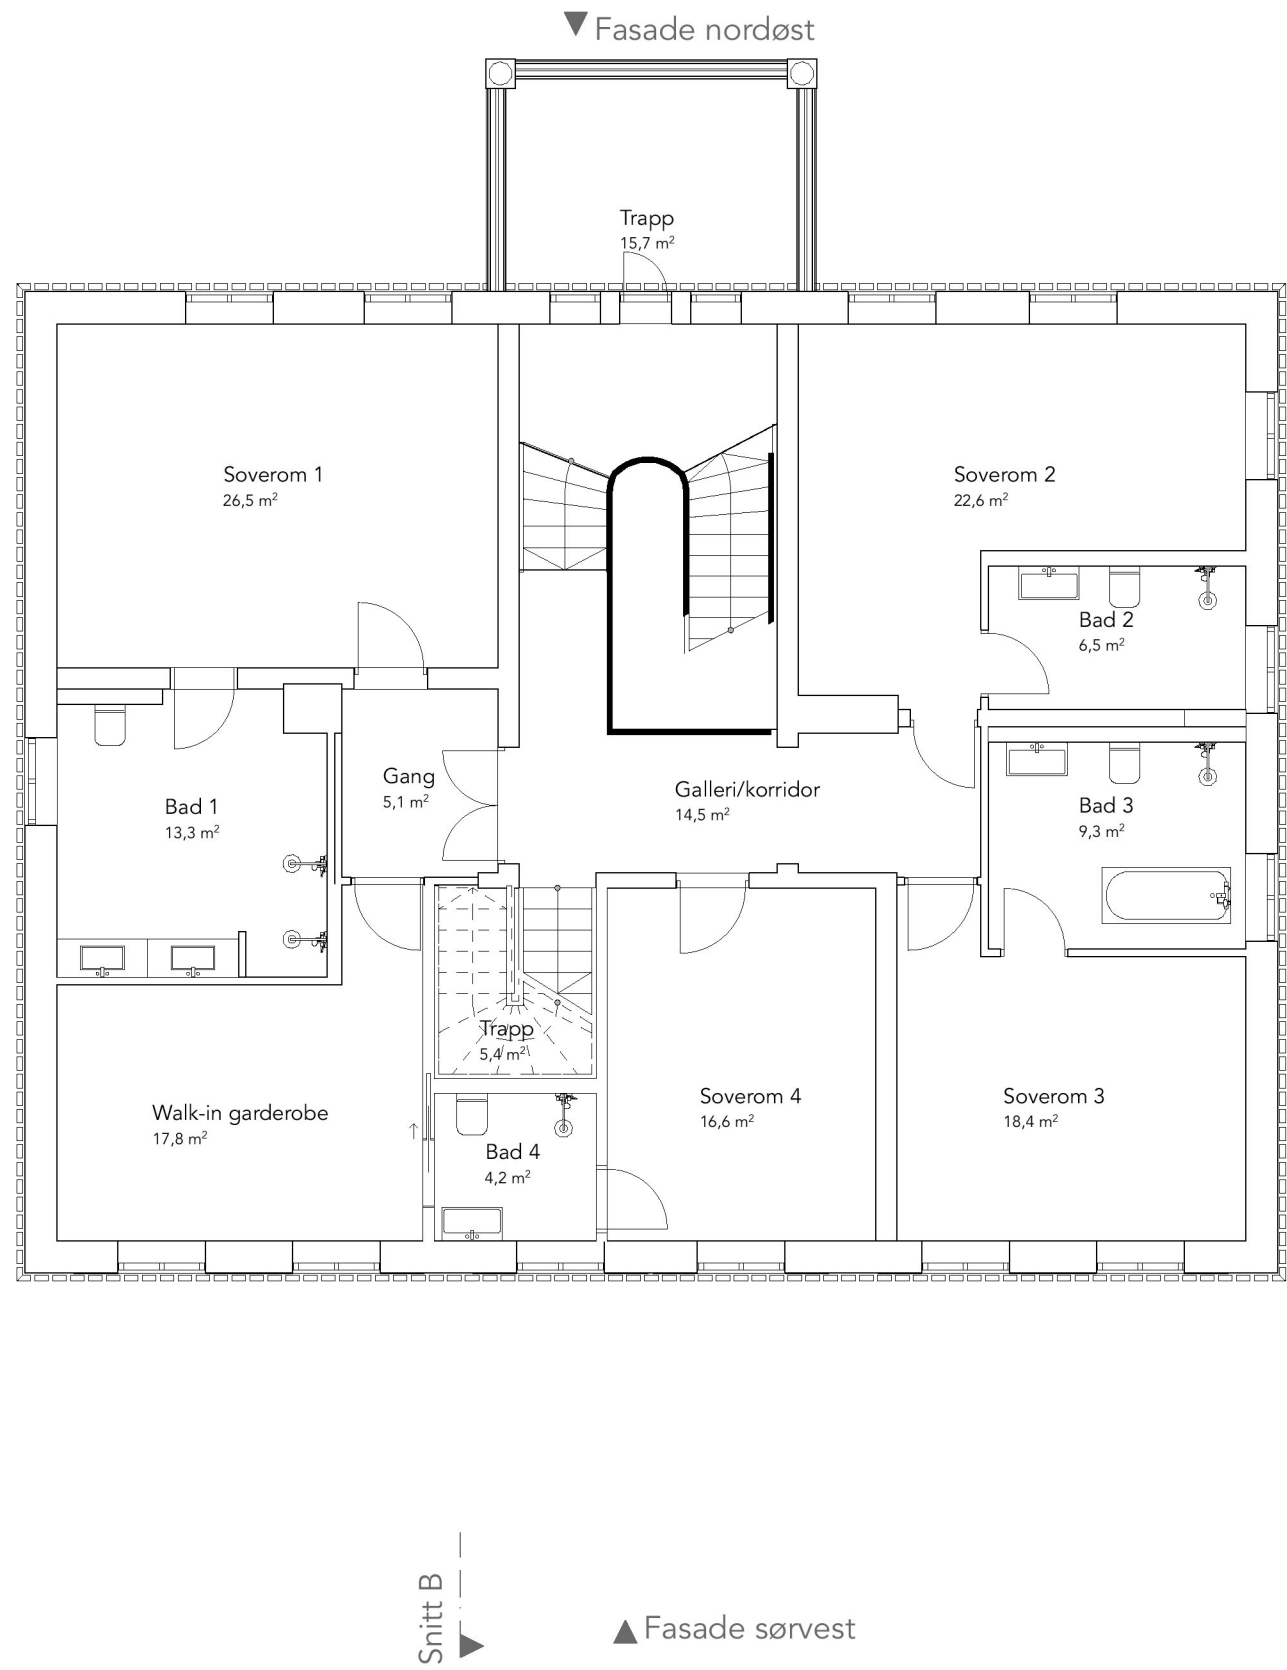 Fasade nordøst
Trapp
15,7 m²
Soverom 1
26,5 m²
Soverom 2
22,6 m²
Bad 2
6,5 m²
Gang
5,1 m²
Galleri/korridor
14,5 m²
Bad 1
13,3 m²
Bad 3
9,3 m²
Trapp
5,4 m²
Walk-in garderobe
17,8 m²
Soverom 4
16,6 m²
Soverom 3
18,4 m²
Bad 4
4,2 m²
Snitt B
Fasade sørvest